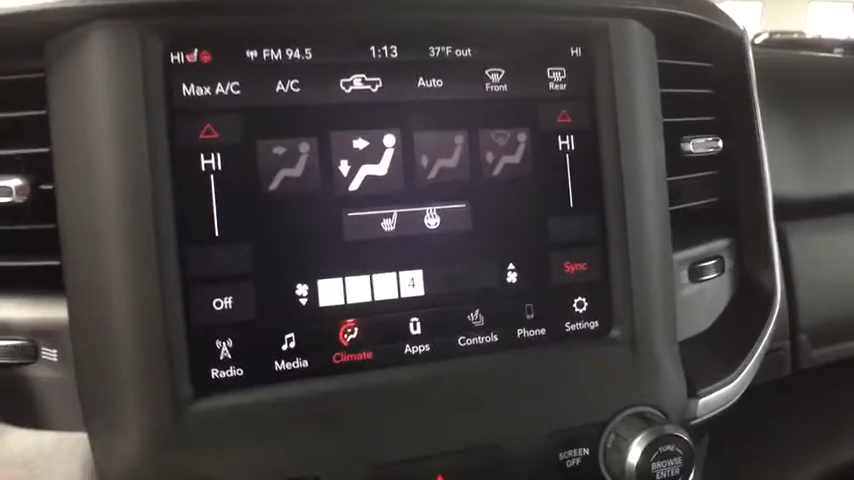 HI FM 94.5 1:13 37°F out HI
Max A/C A/C Auto Front Rear
HI HI
Sync
Off 4
Radio Media Climate Apps Controls Phone Settings
SCREEN OFF
TUNE
BROWSE
ENTER